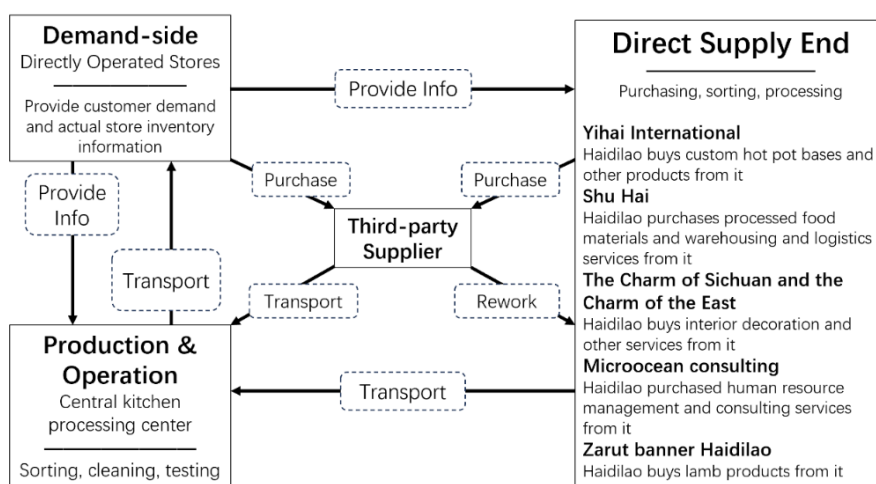 Demand-side
Directly Operated Stores
Provide customer demand
and actual store inventory
information
Provide Info
Direct Supply End
Purchasing, sorting, processing
Yihai International
Haidilao buys custom hot pot bases and
other products from it
Shu Hai
Haidilao purchases processed food
materials and warehousing and logistics
services from it
The Charm of Sichuan and the
Charm of the East
Haidilao buys interior decoration and
other services from it
Microocean consulting
Haidilao purchased human resource
management and consulting services
from it
Zarut banner Haidilao
Haidilao buys lamb products from it
Provide
Info
Purchase
Purchase
Third-party
Supplier
Transport
Transport
Rework
Production &
Operation
Central kitchen
processing center
Sorting, cleaning, testing
Transport